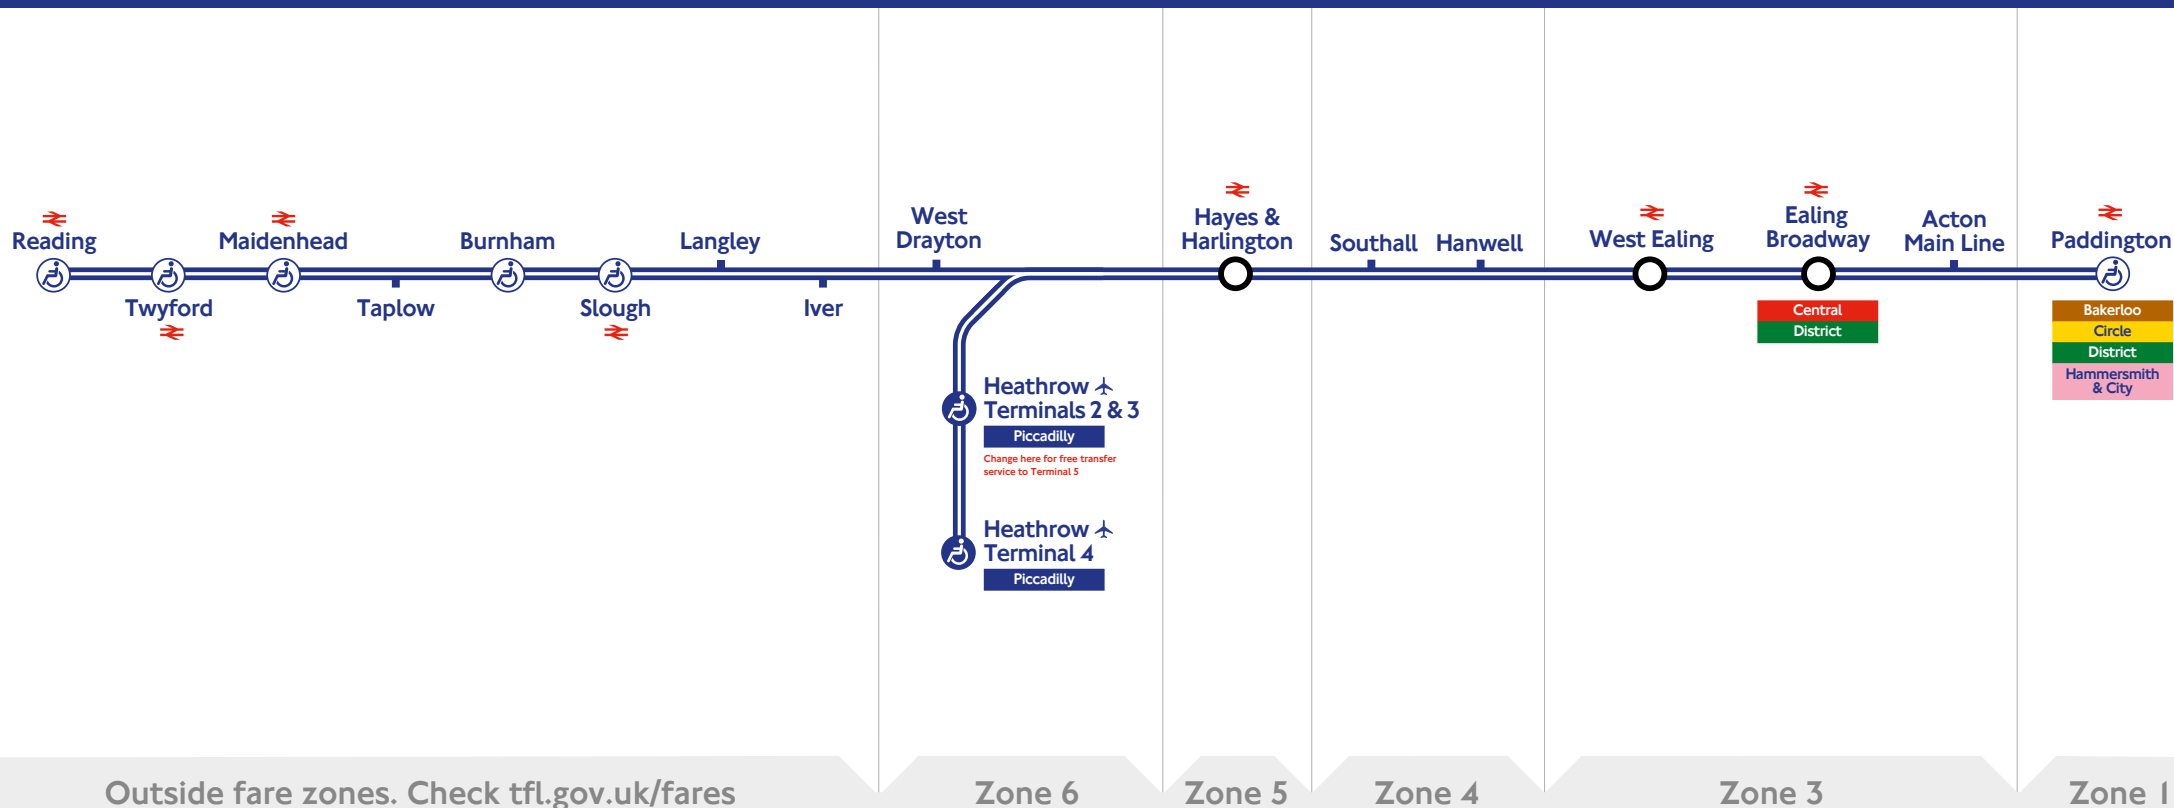 Reading
Twyford
Maidenhead
Taplow
Burnham
Slough
Langley
Iver
West
Drayton
Heathrow
Terminals 2 & 3
Piccadilly
Change here for free transfer
service to Terminal 5
Heathrow
Terminal 4
Piccadilly
Hayes &
Harlington
Southall
Hanwell
West Ealing
Ealing
Broadway
Central
District
Acton
Main Line
Paddington
Bakerloo
Circle
District
Hammersmith
& City
Outside fare zones. Check tfl.gov.uk/fares
Zone 6
Zone 5
Zone 4
Zone 3
Zone 1